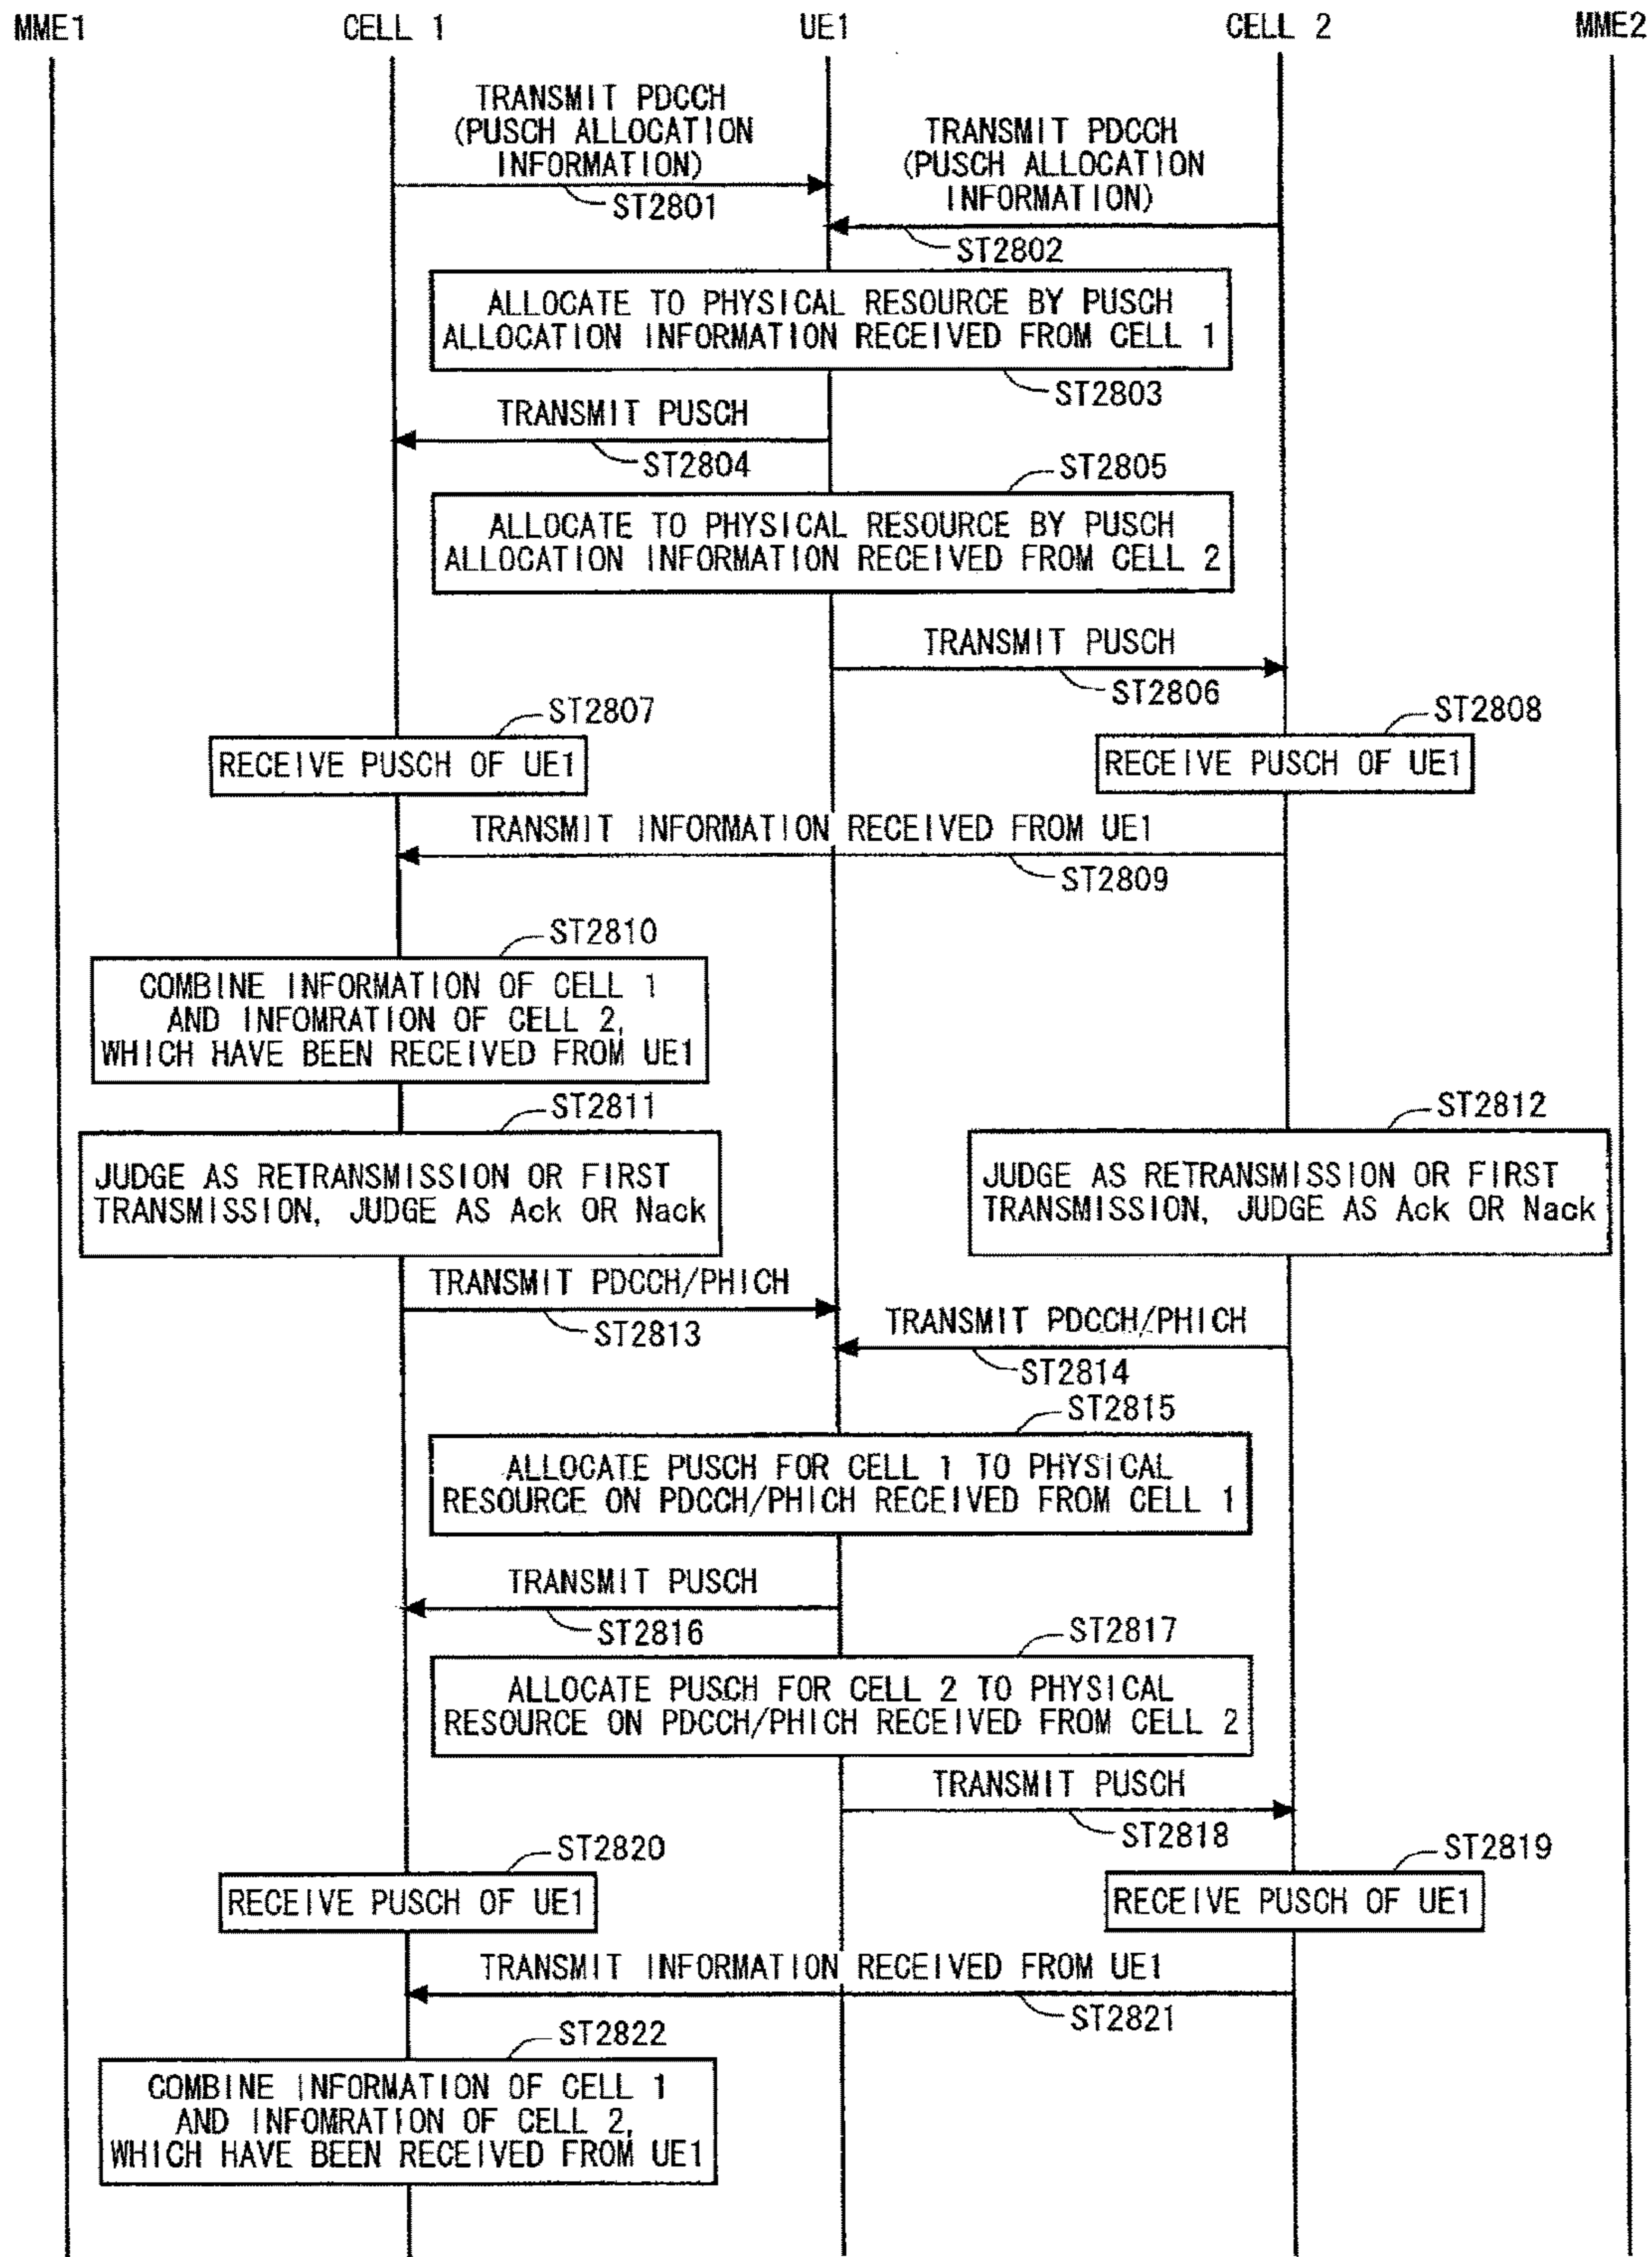 MME1 CELL 1 UE1 CELL 2 MME2
TRANSMIT PDCCH
(PUSCH ALLOCATION
INFORMATION)
ST2801
TRANSMIT PDCCH
(PUSCH ALLOCATION
INFORMATION)
ST2802
ALLOCATE TO PHYSICAL RESOURCE BY PUSCH
ALLOCATION INFORMATION RECEIVED FROM CELL 1
ST2803
TRANSMIT PUSCH
ST2804
ST2805
ALLOCATE TO PHYSICAL RESOURCE BY PUSCH
ALLOCATION INFORMATION RECEIVED FROM CELL 2
TRANSMIT PUSCH
ST2806
ST2807
RECEIVE PUSCH OF UE1
ST2808
RECEIVE PUSCH OF UE1
TRANSMIT INFORMATION RECEIVED FROM UE1
ST2809
ST2810
COMBINE INFORMATION OF CELL 1
AND INFOMRATION OF CELL 2,
WHICH HAVE BEEN RECEIVED FROM UE1
ST2811
JUDGE AS RETRANSMISSION OR FIRST
TRANSMISSION, JUDGE AS Ack OR Nack
ST2812
JUDGE AS RETRANSMISSION OR FIRST
TRANSMISSION, JUDGE AS Ack OR Nack
TRANSMIT PDCCH/PHICH
ST2813
TRANSMIT PDCCH/PHICH
ST2814
ST2815
ALLOCATE PUSCH FOR CELL 1 TO PHYSICAL
RESOURCE ON PDCCH/PHICH RECEIVED FROM CELL 1
TRANSMIT PUSCH
ST2816
ST2817
ALLOCATE PUSCH FOR CELL 2 TO PHYSICAL
RESOURCE ON PDCCH/PHICH RECEIVED FROM CELL 2
TRANSMIT PUSCH
ST2818
ST2820
RECEIVE PUSCH OF UE1
ST2819
RECEIVE PUSCH OF UE1
TRANSMIT INFORMATION RECEIVED FROM UE1
ST2821
ST2822
COMBINE INFORMATION OF CELL 1
AND INFOMRATION OF CELL 2,
WHICH HAVE BEEN RECEIVED FROM UE1